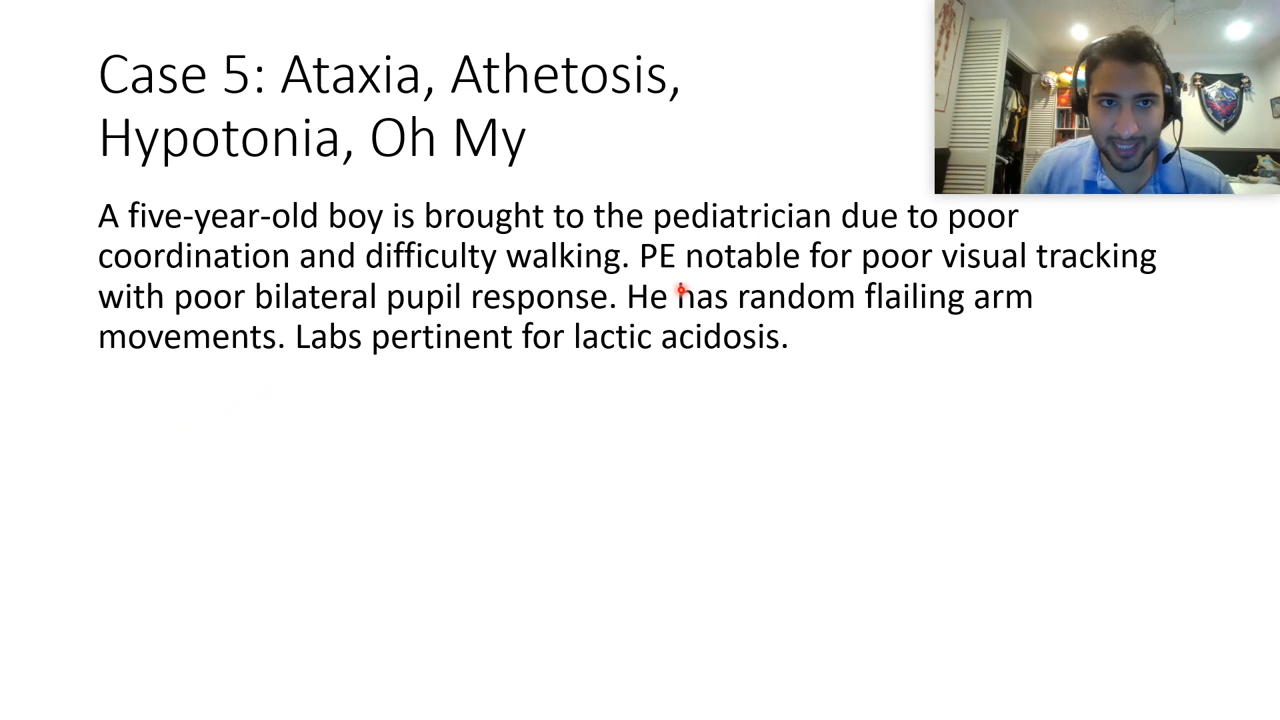 Case 5: Ataxia, Athetosis,
Hypotonia, Oh My
A five-year-old boy is brought to the pediatrician due to poor
coordination and difficulty walking. PE notable for poor visual tracking
with poor bilateral pupil response. He has random flailing arm
movements. Labs pertinent for lactic acidosis.